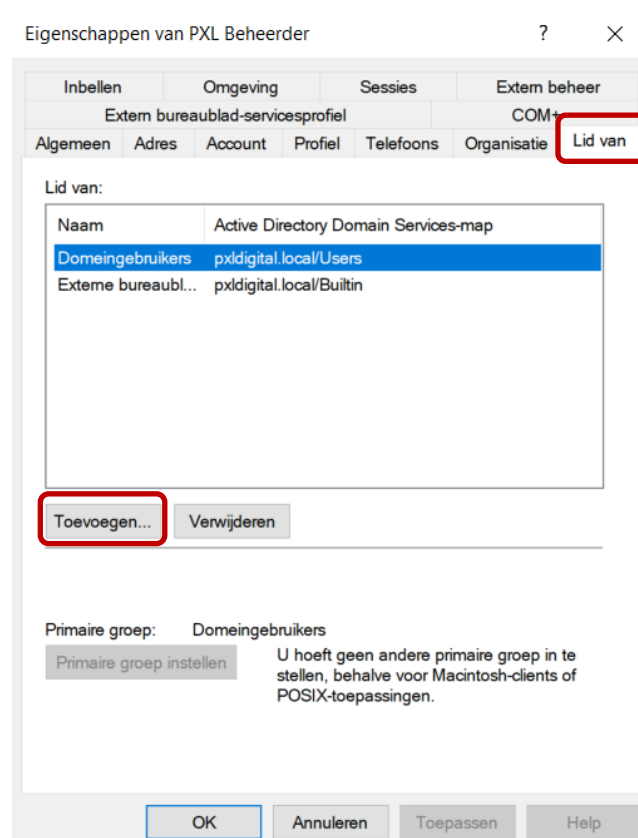 Eigenschappen van PXL Beheerder ? ×
Inbellen Omgeving Sessies Extern beheer
Extern bureaublad-servicesprofiel COM+
Algemeen Adres Account Profiel Telefoons Organisatie Lid van
Lid van:
Naam Active Directory Domain Services-map
Domeingebruikers pxldigital.local/Users
Externe bureaubl... pxldigital.local/Builtin
Toevoegen... Verwijderen
Primaire groep: Domeingebruikers
Primaire groep instellen
U hoeft geen andere primaire groep in te
stellen, behalve voor Macintosh-clients of
POSIX-toepassingen.
OK Annuleren Toepassen Help